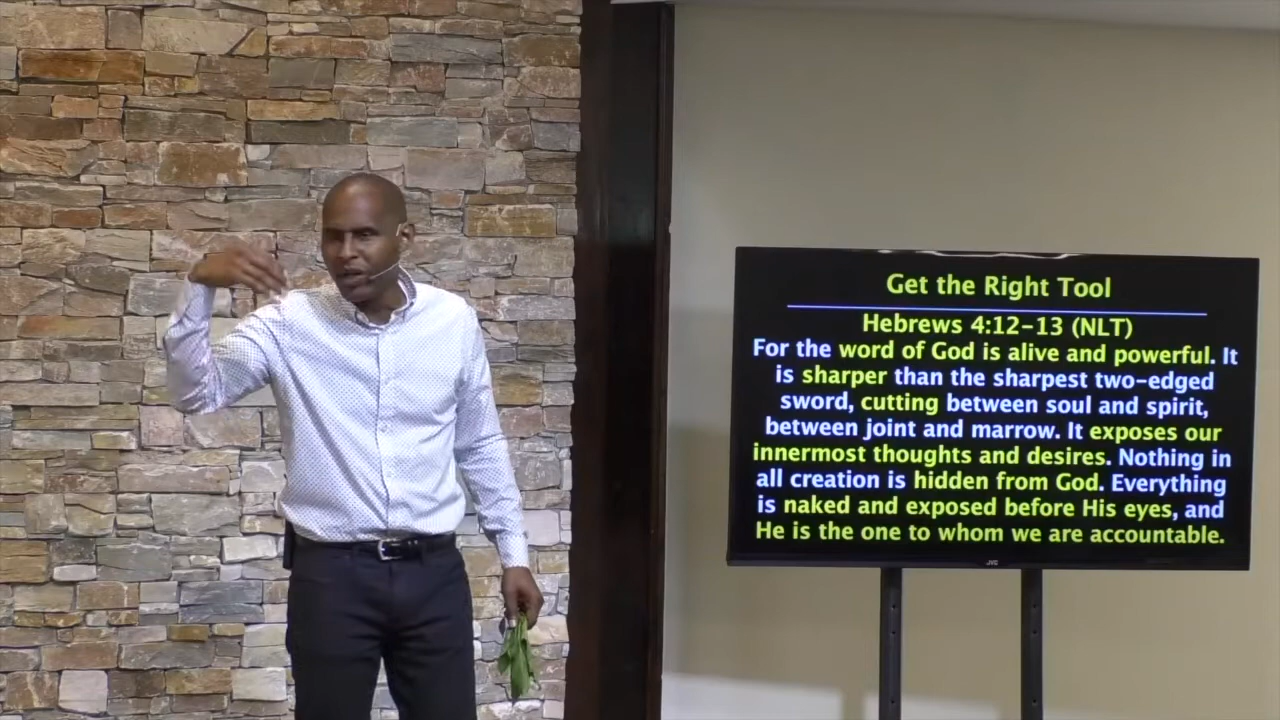 Get the Right Tool
Hebrews 4:12-13 (NLT)
For the word of God is alive and powerful. It
is sharper than the sharpest two-edged
sword, cutting between soul and spirit,
between joint and marrow. It exposes our
innermost thoughts and desires. Nothing in
all creation is hidden from God. Everything
is naked and exposed before His eyes, and
He is the one to whom we are accountable.
JVC